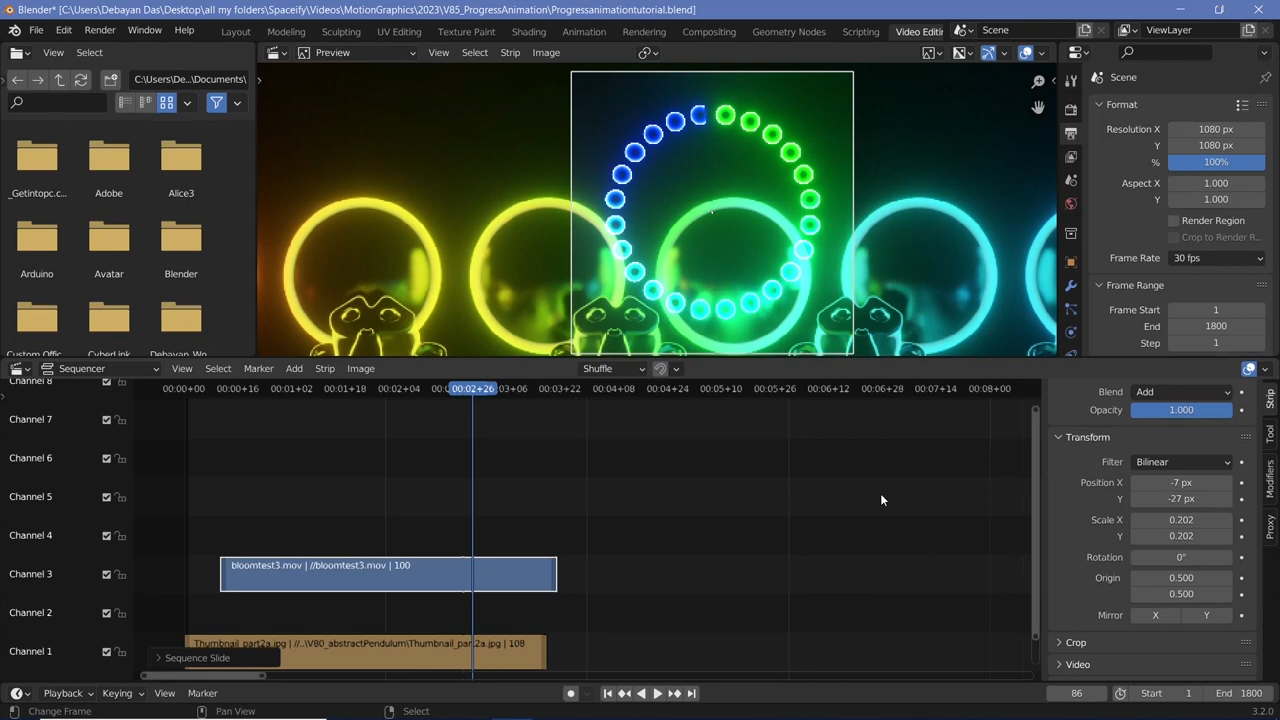 Blender* [C:\Users\Debayan Das\Desktop\all my folders\Spaceify\Videos\MotionGraphics\2023\V85_ProgressAnimation\Progressanimationtutorial.blend]
File Edit Render Window Help Layout Modeling Sculpting UV Editing Texture Paint Shading Animation Rendering Compositing Geometry Nodes Scripting Video Editin Scene ViewLayer
View Select Preview View Select Strip Image
C:\Users\De...\Documents\ Scene
Format
Resolution X 1080 px
Y 1080 px
% 100%
Aspect X 1.000
Y 1.000
Render Region
Crop to Render R...
Frame Rate 30 fps
Frame Range
Frame Start 1
End 1800
Step 1
_Getintopc.c... Adobe Alice3
Arduino Avatar Blender
Custom Offic CyberLink Debayan_Wo
Sequencer View Select Marker Add Strip Image Shuffle
00:00+00 00:00+16 00:01+02 00:01+18 00:02+04 00:02+26 03+06 00:03+22 00:04+08 00:04+24 00:05+10 00:05+26 00:06+12 00:06+28 00:07+14 00:08+00
Channel 8
Channel 7
Channel 6
Channel 5
Channel 4
Channel 3
Channel 2
Channel 1
bloomtest3.mov | //bloomtest3.mov | 100
Thumbnail_part2a.jpg | //..\V80_abstractPendulum\Thumbnail_part2a.jpg | 108
Sequence Slide
Blend Add
Opacity 1.000
Transform
Filter Bilinear
Position X -7 px
Y -27 px
Scale X 0.202
Y 0.202
Rotation 0°
Origin 0.500
0.500
Mirror X Y
Crop
Video
Strip
Tool
Modifiers
Proxy
Playback Keying View Marker 86 Start 1 End 1800
Change Frame Pan View Select 3.2.0